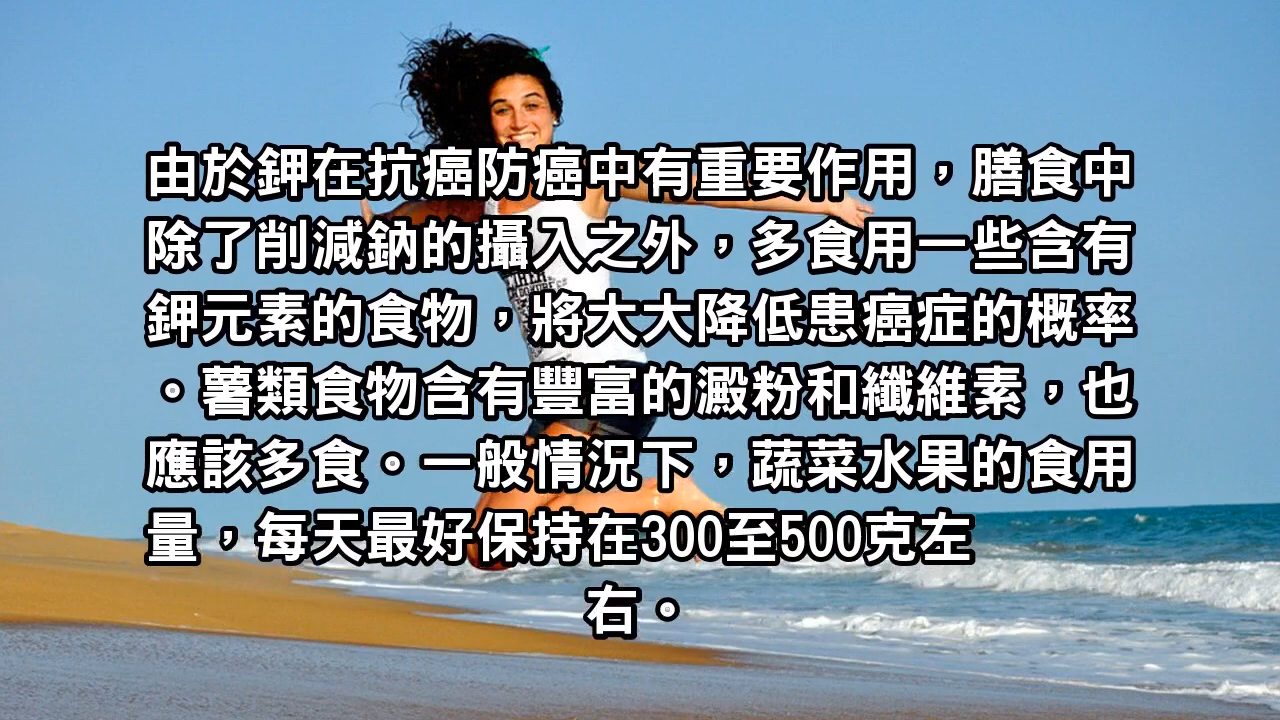 由於鉀在抗癌防癌中有重要作用，膳食中
除了削減鈉的攝入之外，多食用一些含有
鉀元素的食物，將大大降低患癌症的概率
。薯類食物含有豐富的澱粉和纖維素，也
應該多食。一般情況下，蔬菜水果的食用
量，每天最好保持在300至500克左
右。